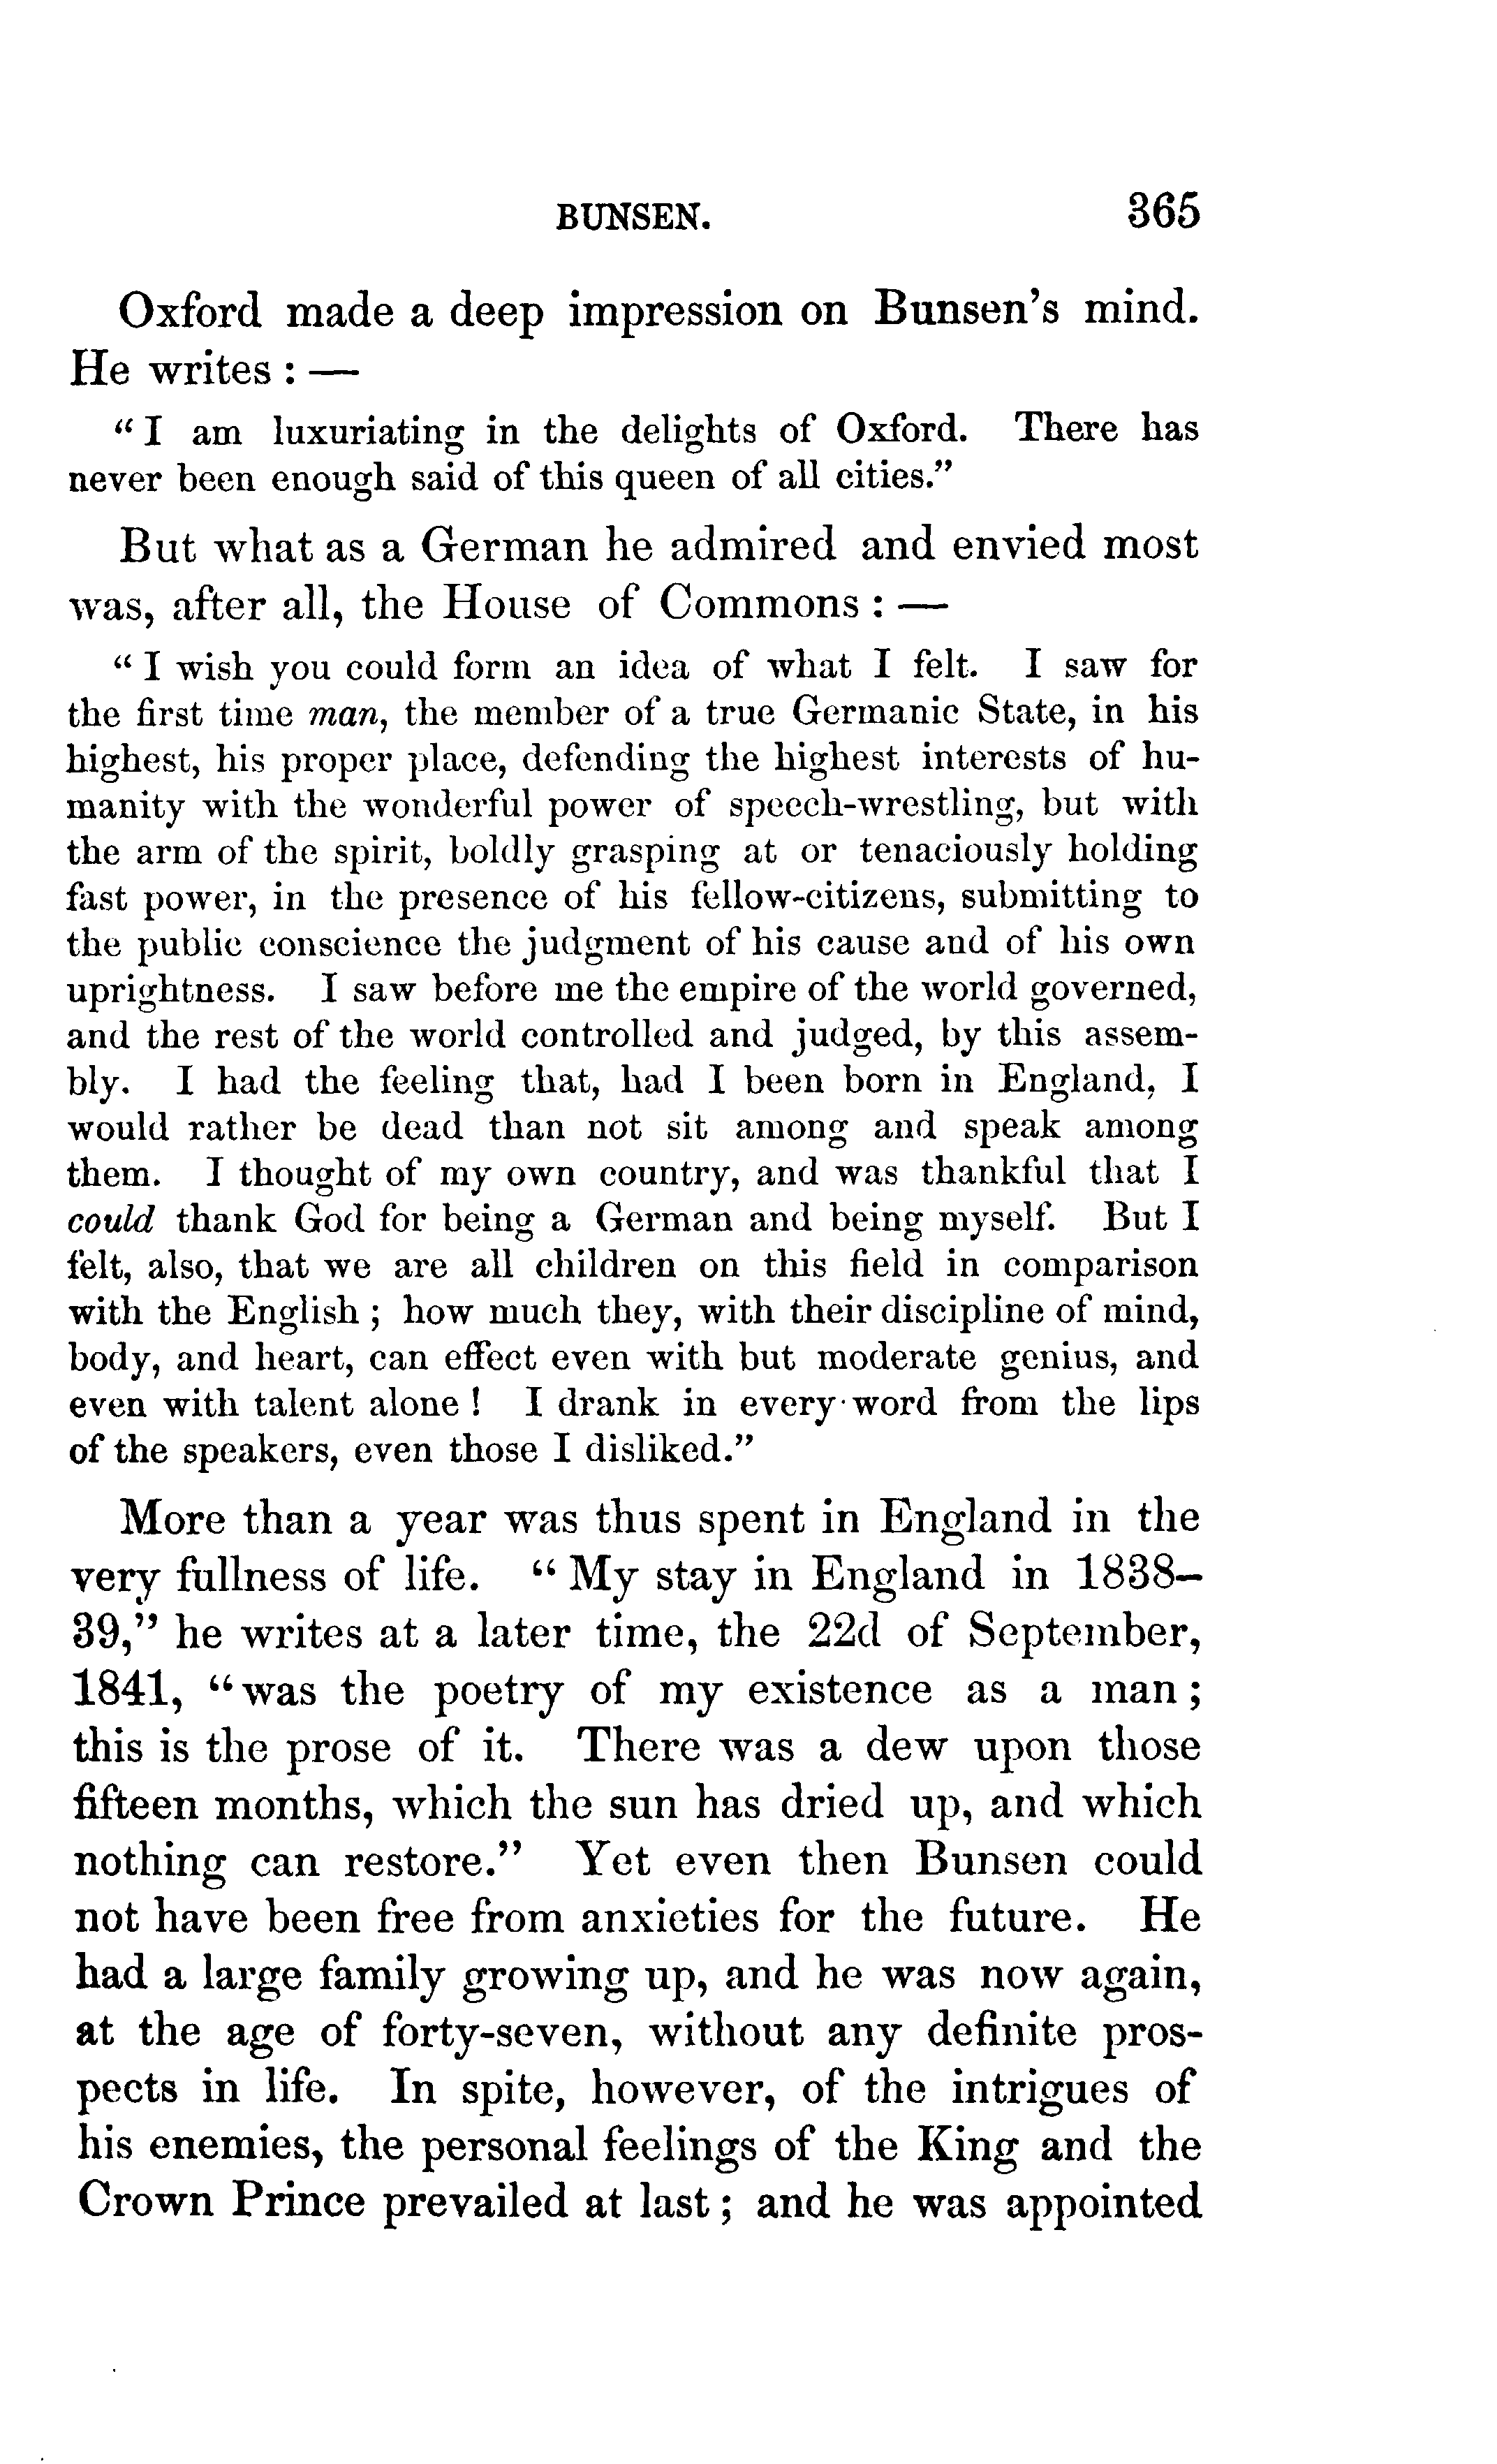 BUNSEN. 365
Oxford made a deep impression on Bunsen's mind.
He writes : —
“ I am luxuriating in the delights of Oxford. There has
never been enough said of this queen of all cities.”
But what as a German he admired and envied most
was, after all, the House of Commons : —
“ I wish you could form an idea of what I felt. I saw for
the first time man, the member of a true Germanic State, in his
highest, his proper place, defending the highest interests of hu-
manity with the wonderful power of speech-wrestling, but with
the arm of the spirit, boldly grasping at or tenaciously holding
fast power, in the presence of his fellow-citizens, submitting to
the public conscience the judgment of his cause and of his own
uprightness. I saw before me the empire of the world governed,
and the rest of the world controlled and judged, by this assem-
bly. I had the feeling that, had I been born in England, I
would rather be dead than not sit among and speak among
them. I thought of my own country, and was thankful that I
could thank God for being a German and being myself. But I
felt, also, that we are all children on this field in comparison
with the English ; how much they, with their discipline of mind,
body, and heart, can effect even with but moderate genius, and
even with talent alone ! I drank in every word from the lips
of the speakers, even those I disliked.”
More than a year was thus spent in England in the
very fullness of life. “ My stay in England in 1838–
39,” he writes at a later time, the 22d of September,
1841, “was the poetry of my existence as a man ;
this is the prose of it. There was a dew upon those
fifteen months, which the sun has dried up, and which
nothing can restore.” Yet even then Bunsen could
not have been free from anxieties for the future. He
had a large family growing up, and he was now again,
at the age of forty-seven, without any definite pros-
pects in life. In spite, however, of the intrigues of
his enemies, the personal feelings of the King and the
Crown Prince prevailed at last ; and he was appointed